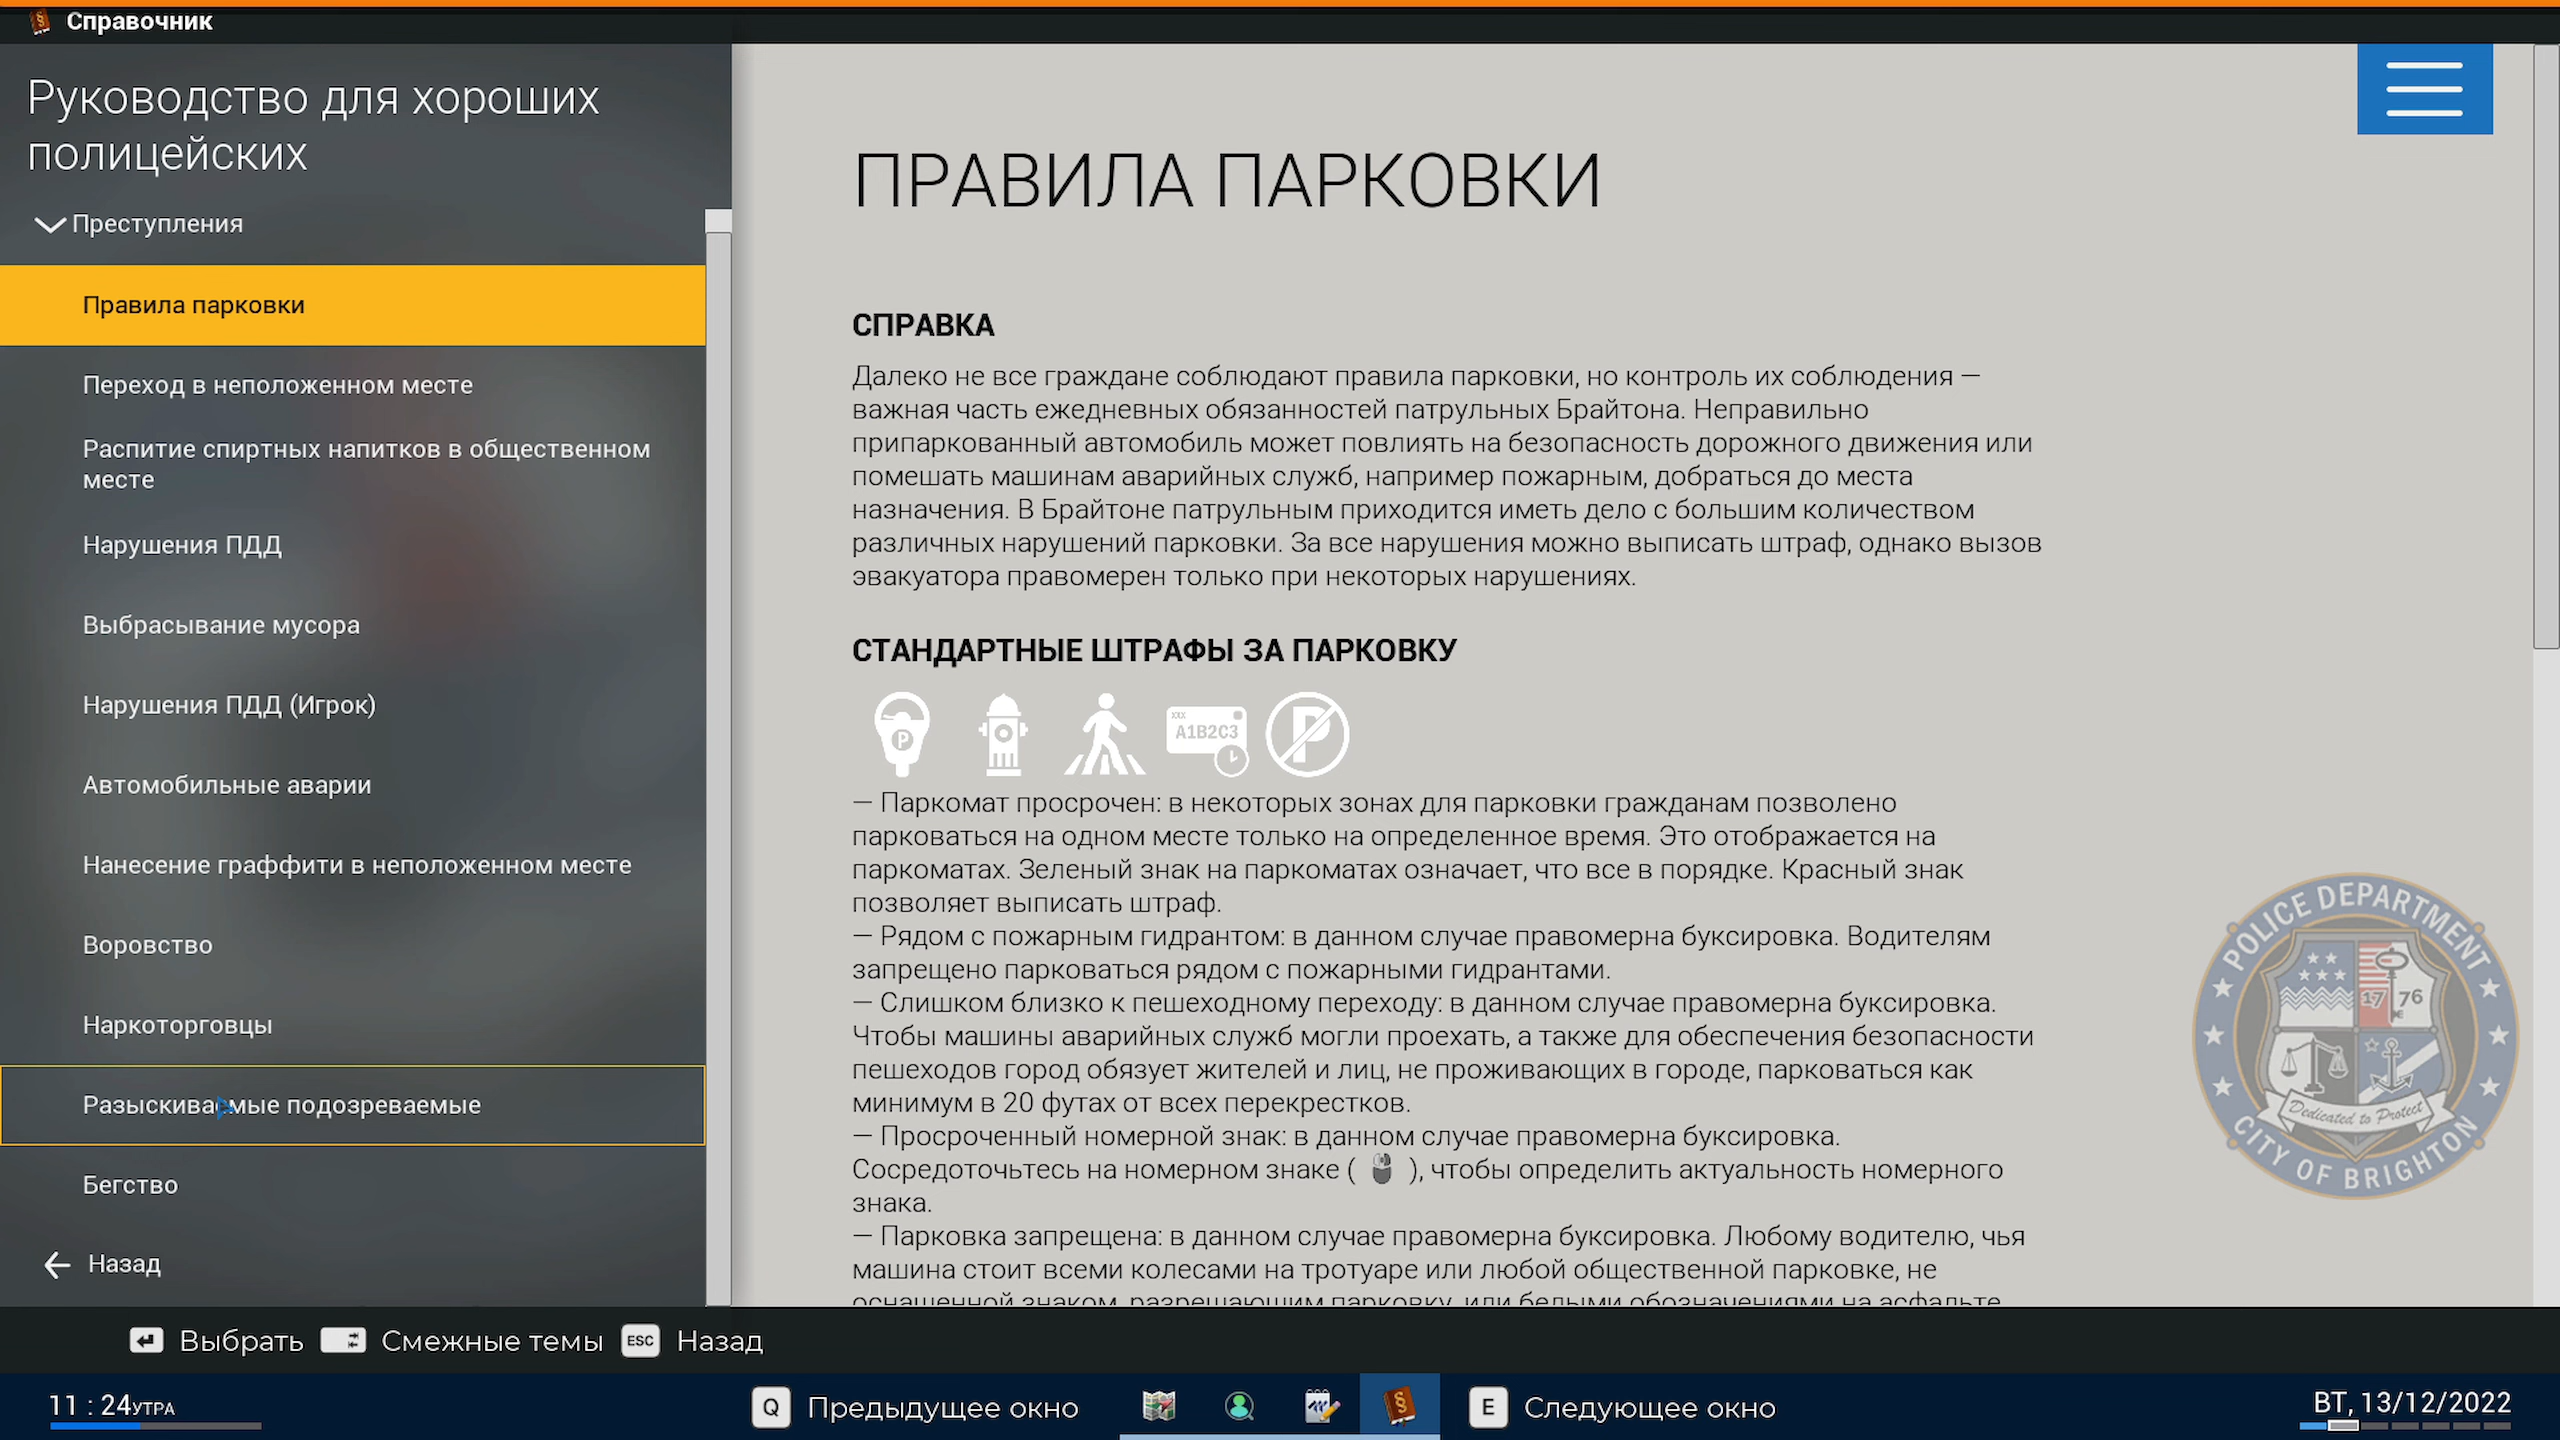 Справочник
Руководство для хороших
полицейских
Преступления
Правила парковки
Переход в неположенном месте
Распитие спиртных напитков в общественном
месте
Нарушения ПДД
Выбрасывание мусора
Нарушения ПДД (Игрок)
Автомобильные аварии
Нанесение граффити в неположенном месте
Воровство
Наркоторговцы
Разыскиваемые подозреваемые
Бегство
Назад
ПРАВИЛА ПАРКОВКИ
СПРАВКА
Далеко не все граждане соблюдают правила парковки, но контроль их соблюдения —
важная часть ежедневных обязанностей патрульных Брайтона. Неправильно
припаркованный автомобиль может повлиять на безопасность дорожного движения или
помешать машинам аварийных служб, например пожарным, добраться до места
назначения. В Брайтоне патрульным приходится иметь дело с большим количеством
различных нарушений парковки. За все нарушения можно выписать штраф, однако вызов
эвакуатора правомерен только при некоторых нарушениях.
СТАНДАРТНЫЕ ШТРАФЫ ЗА ПАРКОВКУ
P
XXX
A1B2C3
P
— Паркомат просрочен: в некоторых зонах для парковки гражданам позволено
парковаться на одном месте только на определенное время. Это отображается на
паркоматах. Зеленый знак на паркоматах означает, что все в порядке. Красный знак
позволяет выписать штраф.
— Рядом с пожарным гидрантом: в данном случае правомерна буксировка. Водителям
запрещено парковаться рядом с пожарными гидрантами.
— Слишком близко к пешеходному переходу: в данном случае правомерна буксировка.
Чтобы машины аварийных служб могли проехать, а также для обеспечения безопасности
пешеходов город обязует жителей и лиц, не проживающих в городе, парковаться как
минимум в 20 футах от всех перекрестков.
— Просроченный номерной знак: в данном случае правомерна буксировка.
Сосредоточьтесь на номерном знаке ( ), чтобы определить актуальность номерного
знака.
— Парковка запрещена: в данном случае правомерна буксировка. Любому водителю, чья
машина стоит всеми колесами на тротуаре или любой общественной парковке, не
оснащенной знаком, разрешающим парковку, или белыми обозначениями на асфальте,
POLICE DEPARTMENT
17 76
Dedicated to Protect
CITY OF BRIGHTON
Выбрать
Смежные темы
ESC Назад
11 : 24УТРА
Q Предыдущее окно
§
E Следующее окно
ВТ, 13/12/2022